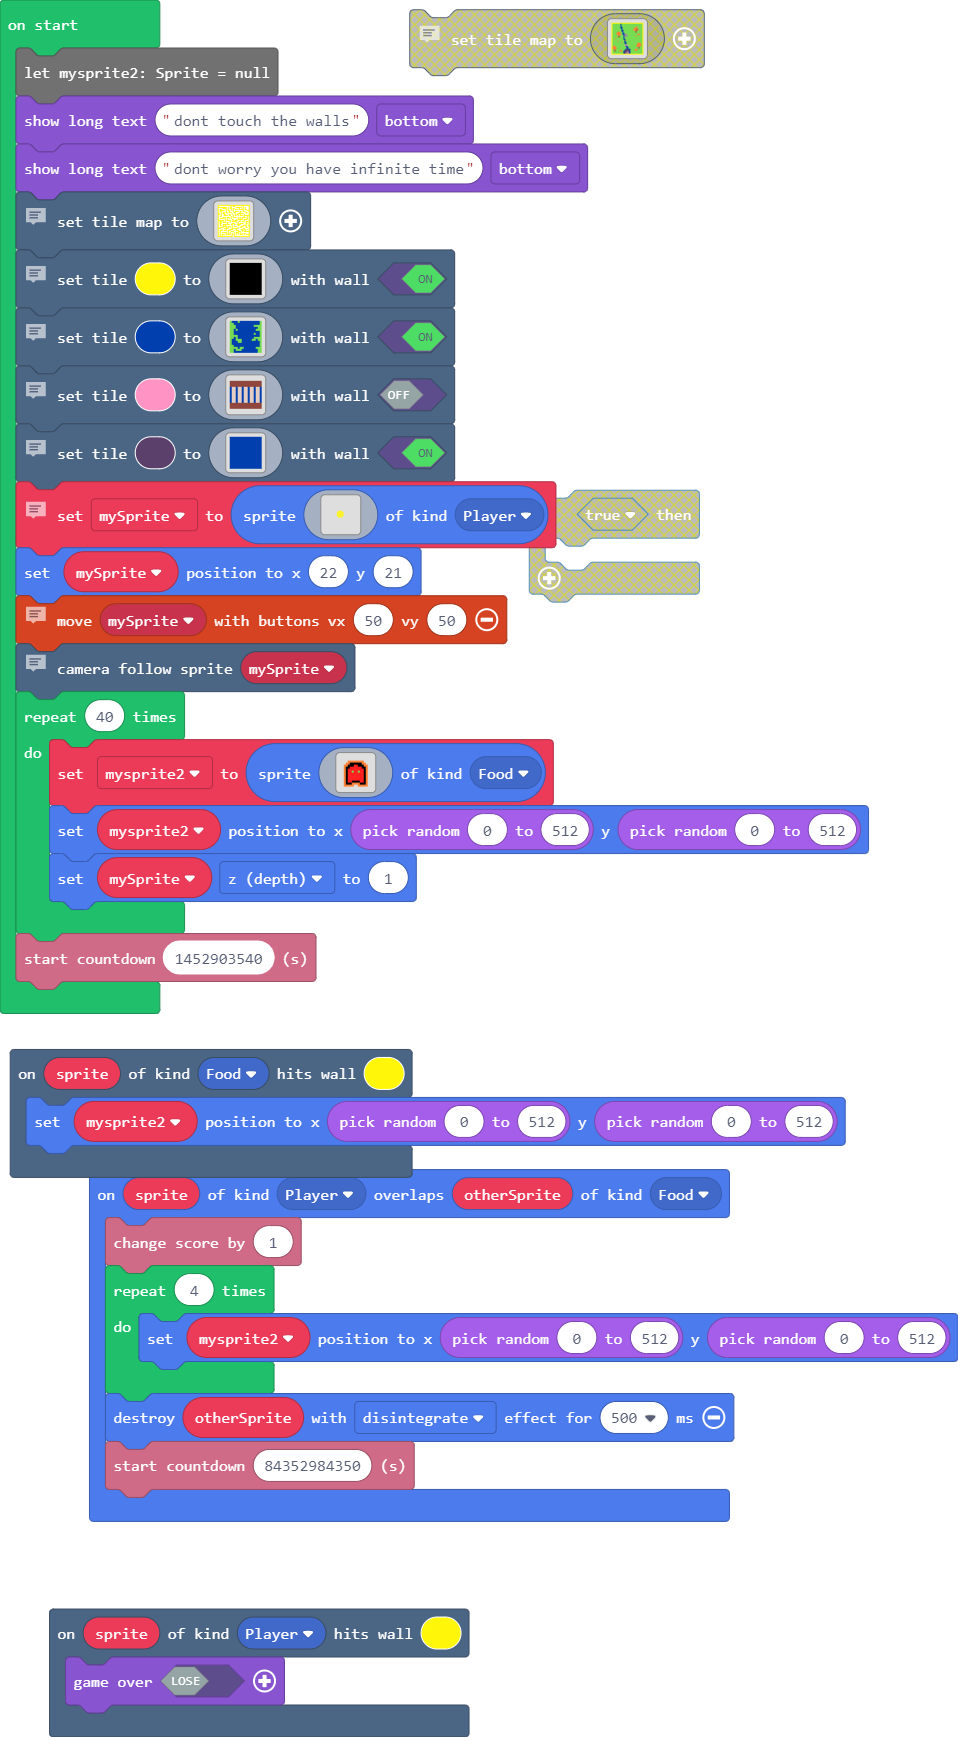 on start
set tile map to
let mysprite2: Sprite = null
show long text "dont touch the walls" bottom
show long text "dont worry you have infinite time" bottom
set tile map to
set tile to with wall ON
set tile to with wall ON
set tile to with wall OFF
set tile to with wall ON
set mySprite to sprite of kind Player
true then
set mySprite position to x 22 y 21
move mySprite with buttons vx 50 vy 50
camera follow sprite mySprite
repeat 40 times
do
set mysprite2 to sprite of kind Food
set mysprite2 position to x pick random 0 to 512 y pick random 0 to 512
set mySprite z (depth) to 1
start countdown 1452903540 (s)
on sprite of kind Food hits wall
set mysprite2 position to x pick random 0 to 512 y pick random 0 to 512
on sprite of kind Player overlaps otherSprite of kind Food
change score by 1
repeat 4 times
do set mysprite2 position to x pick random 0 to 512 y pick random 0 to 512
destroy otherSprite with disintegrate effect for 500 ms
start countdown 84352984350 (s)
on sprite of kind Player hits wall
game over LOSE